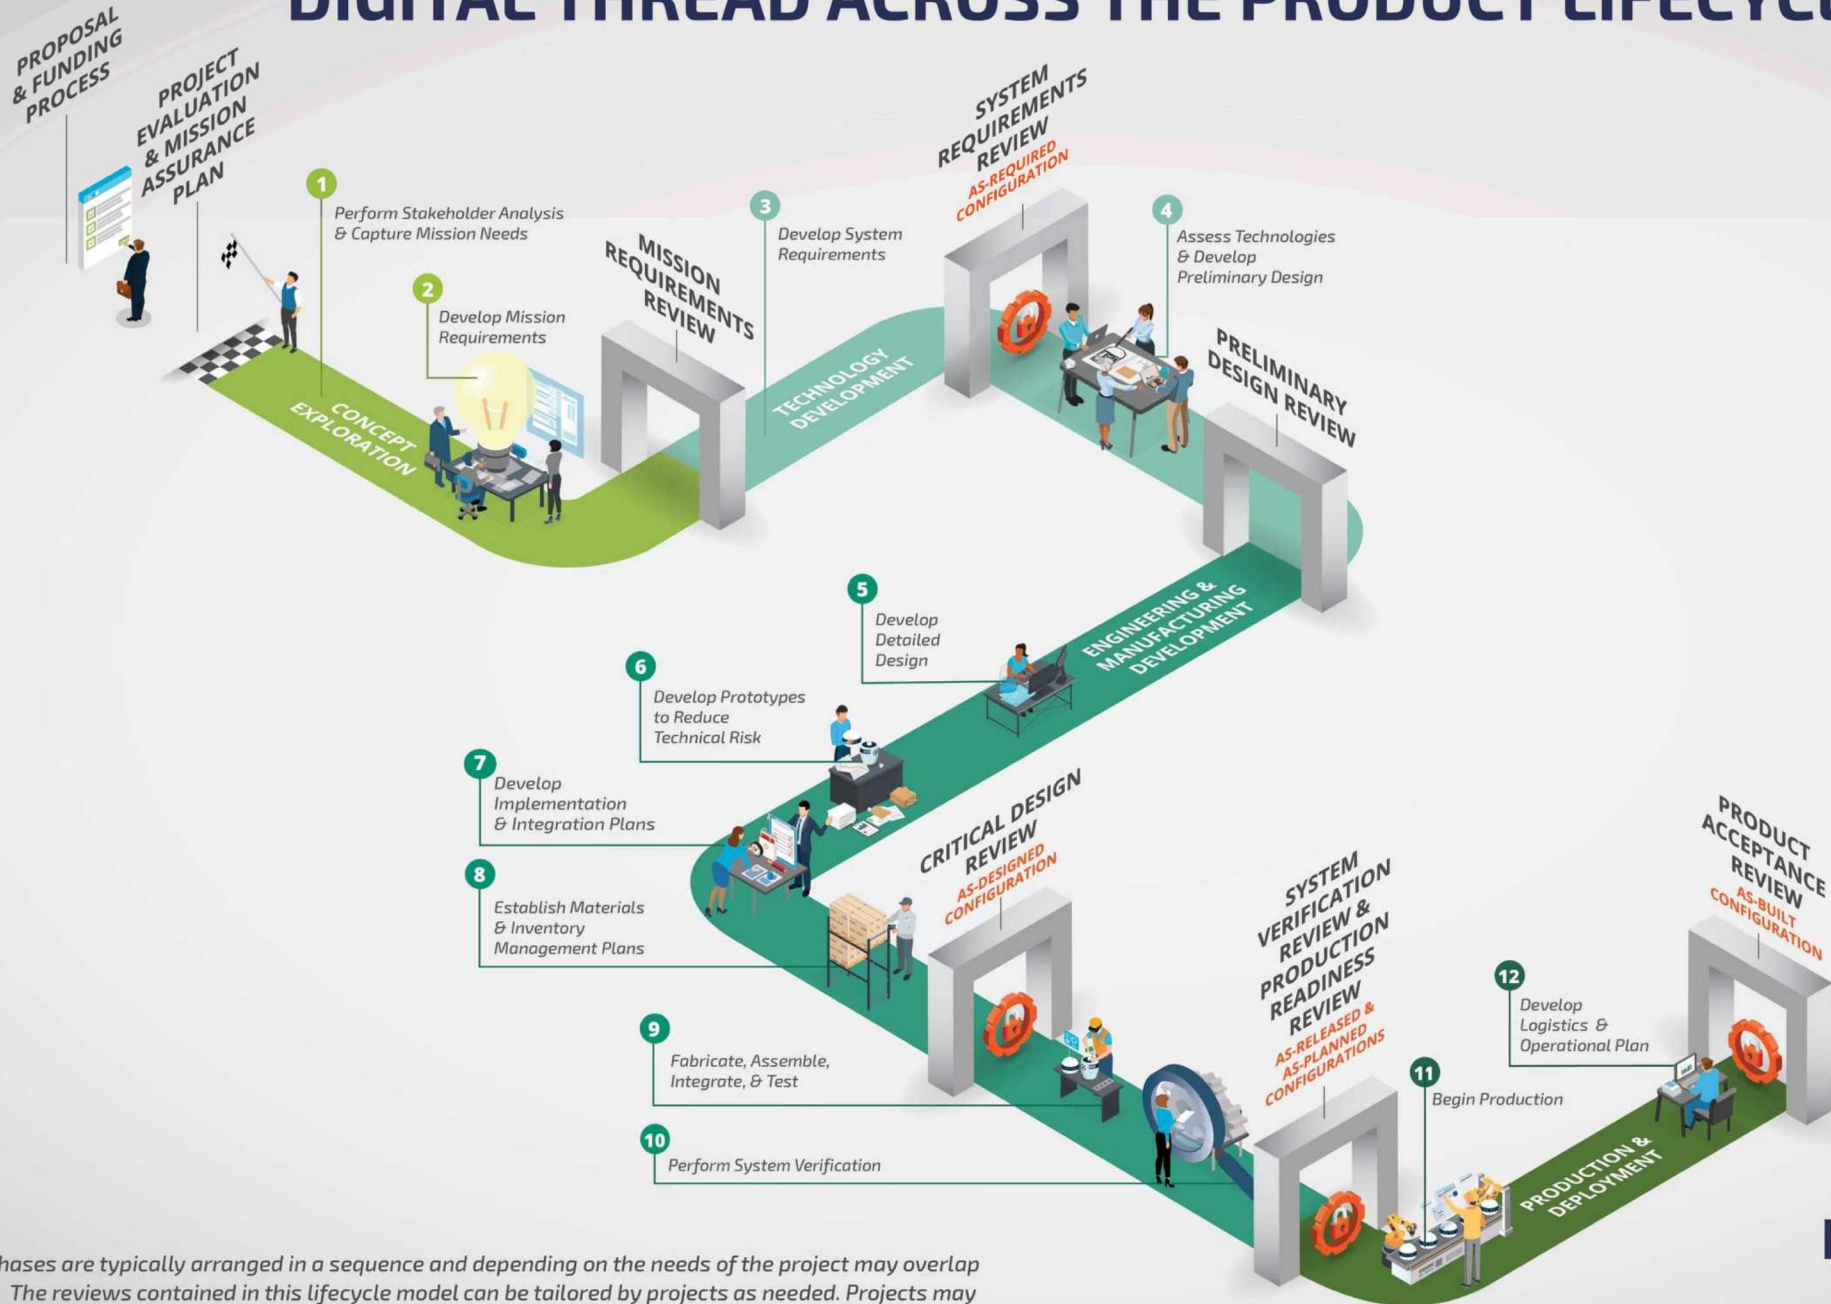 DIGITAL THREAD ACROSS THE PRODUCT LIFECYCL
PROPOSAL
& FUNDING
PROCESS
PROJECT
EVALUATION
& MISSION
ASSURANCE
PLAN
1
Perform Stakeholder Analysis
& Capture Mission Needs
2
Develop Mission
Requirements
CONCEPT
EXPLORATION
MISSION
REQUIREMENTS
REVIEW
3
Develop System
Requirements
TECHNOLOGY
DEVELOPMENT
SYSTEM
REQUIREMENTS
REVIEW
AS-REQUIRED
CONFIGURATION
4
Assess Technologies
& Develop
Preliminary Design
PRELIMINARY
DESIGN REVIEW
ENGINEERING &
MANUFACTURING
DEVELOPMENT
5
Develop
Detailed
Design
6
Develop Prototypes
to Reduce
Technical Risk
7
Develop
Implementation
& Integration Plans
8
Establish Materials
& Inventory
Management Plans
CRITICAL DESIGN
REVIEW
AS-DESIGNED
CONFIGURATION
9
Fabricate, Assemble,
Integrate, & Test
10
Perform System Verification
SYSTEM
VERIFICATION
REVIEW &
PRODUCTION
READINESS
REVIEW
AS-RELEASED &
AS-PLANNED
CONFIGURATIONS
11
Begin Production
PRODUCTION &
DEPLOYMENT
12
Develop
Logistics &
Operational Plan
PRODUCT
ACCEPTANCE
REVIEW
AS-BUILT
CONFIGURATION
hases are typically arranged in a sequence and depending on the needs of the project may overlap
The reviews contained in this lifecycle model can be tailored by projects as needed. Projects may